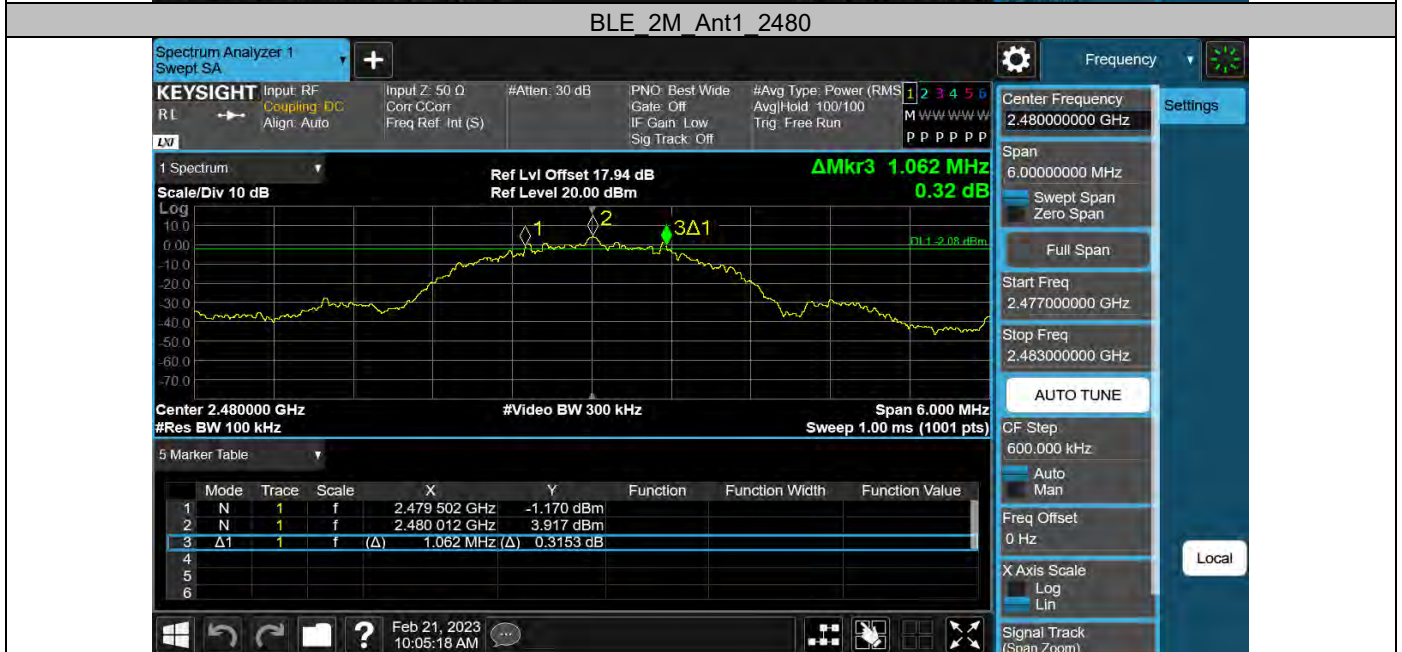 BLE_2M_Ant1_2480
Spectrum Analyzer 1
Swept SA
+
Frequency
KEYSIGHT
RL
LXI
Input: RF
Coupling: DC
Align: Auto
Input Z: 50 Ω
Corr CCorr
Freq Ref: Int (S)
#Atten: 30 dB
PNO: Best Wide
Gate: Off
IF Gain: Low
Sig Track: Off
#Avg Type: Power (RMS
Avg|Hold: 100/100
Trig: Free Run
1 2 3 4 5 6
M W W W W W
P P P P P P
Center Frequency
2.480000000 GHz
Settings
Span
6.00000000 MHz
Swept Span
Zero Span
Full Span
Start Freq
2.477000000 GHz
Stop Freq
2.483000000 GHz
AUTO TUNE
CF Step
600.000 kHz
Auto
Man
Freq Offset
0 Hz
X Axis Scale
Log
Lin
Signal Track
(Span Zoom)
Local
1 Spectrum
Scale/Div 10 dB
Ref Lvl Offset 17.94 dB
Ref Level 20.00 dBm
ΔMkr3 1.062 MHz
0.32 dB
Log
10.0
0.00
-10.0
-20.0
-30.0
-40.0
-50.0
-60.0
-70.0
1
2
3Δ1
DL1 -2.08 dBm
Center 2.480000 GHz
#Res BW 100 kHz
#Video BW 300 kHz
Span 6.000 MHz
Sweep 1.00 ms (1001 pts)
5 Marker Table
Mode Trace Scale X Y Function Function Width Function Value
1 N 1 f 2.479 502 GHz -1.170 dBm
2 N 1 f 2.480 012 GHz 3.917 dBm
3 Δ1 1 f (Δ) 1.062 MHz (Δ) 0.3153 dB
4
5
6
?
Feb 21, 2023
10:05:18 AM